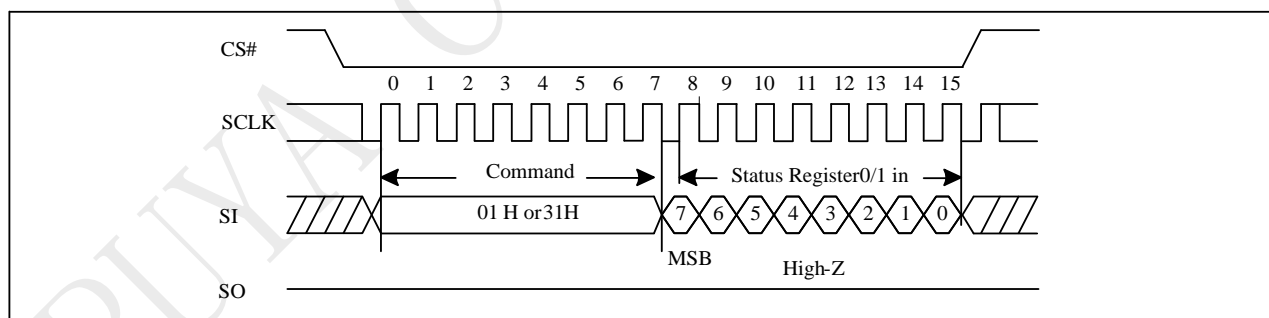 CS#
0 1 2 3 4 5 6 7 8 9 10 11 12 13 14 15
SCLK
Command Status Register0/1 in
SI 01 H or31H 7 6 5 4 3 2 1 0
MSB High-Z
SO
PUYA